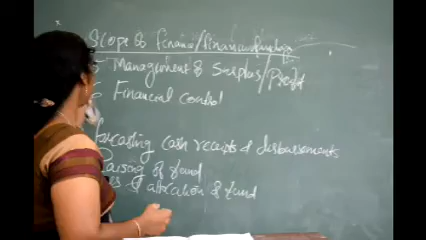 Scope of Finance/Financial
Management of Surplus/Profit
Financial control
Forecasting cash receipts & disbursements
Raising of fund
of allocation of fund